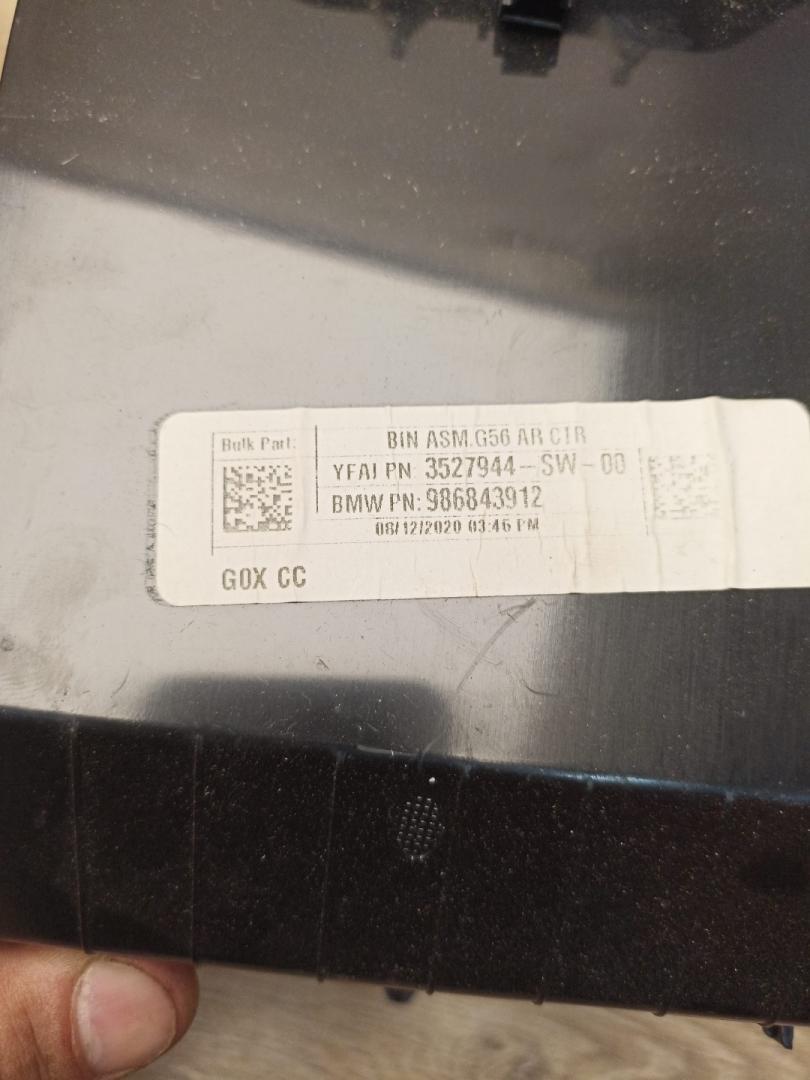 Bulk Part:
BIN ASM.G56 AR CTR
YFAI PN 3527944-SW-00
BMW PN: 986843912
08/12/2020 03:46 PM
G0X CC